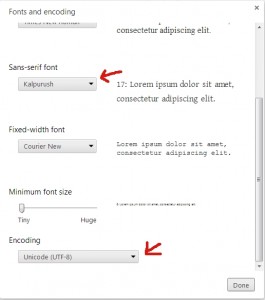 Fonts and encoding
consectetur adipiscing elit.
Sans-serif font
Kalpurush
17: Lorem ipsum dolor sit amet,
consectetur adipiscing elit.
Fixed-width font
Courier New
Lorem ipsum dolor sit amet,
consectetur adipiscing elit.
Minimum font size
Tiny
Huge
Encoding
Unicode (UTF-8)
Done